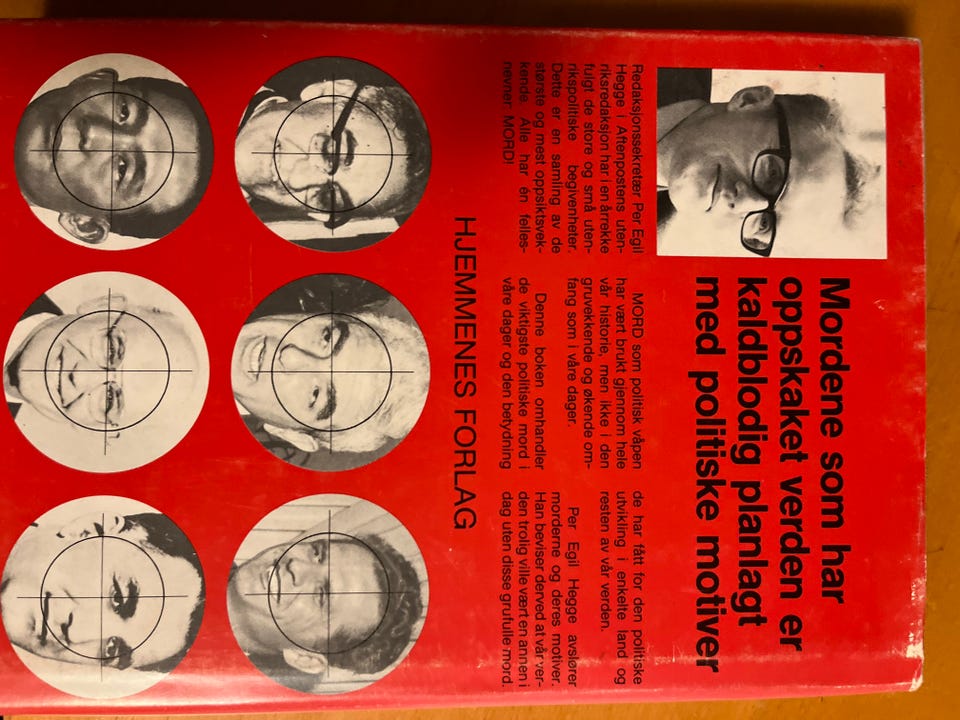 Mordene som har
oppskaket verden er
kaldblodig planlagt
med politiske motiver
Redaksjonssekretær Per Egil
Hegge i Aftenpostens uten-
riksredaksjon har i en årrekke
fulgt de store og små uten-
rikspolitiske begivenheter.
Dette er en samling av de
største og mest oppsiktsvek-
kende. Alle har én felles-
nevner: MORD!
MORD som politisk våpen
har vært brukt gjennom hele
vår historie, men ikke i den
gruvekkende og økende om-
fang som i våre dager.
Denne boken omhandler
de viktigste politiske mord i
våre dager og den betydning
de har fått for den politiske
utvikling i enkelte land og
resten av vår verden.
Per Egil Hegge avslører
morderne og deres motiver.
Han beviser derved at vår ver-
den trolig ville vært en annen i
dag uten disse grufulle mord.
HJEMMENES FORLAG